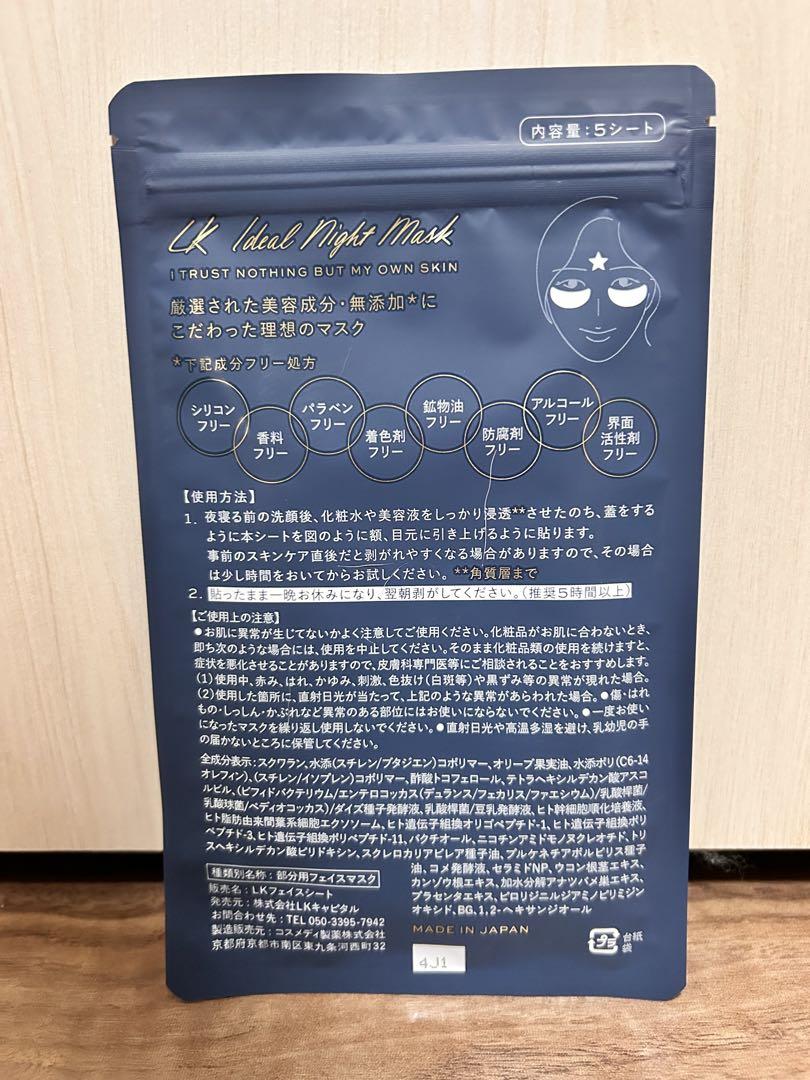 内容量:5シート
LK Ideal Night Mask
I TRUST NOTHING BUT MY OWN SKIN
厳選された美容成分・無添加*に
こだわった理想のマスク
*下記成分フリー処方
シリコンフリー
香料フリー
パラベンフリー
着色剤フリー
鉱物油フリー
防腐剤フリー
アルコールフリー
界面活性剤フリー
【使用方法】
1. 夜寝る前の洗顔後、化粧水や美容液をしっかり浸透**させたのち、蓋をする
ように本シートを図のように額、目元に引き上げるように貼ります。
事前のスキンケア直後だと剥がれやすくなる場合がありますので、その場合
は少し時間をおいてからお試しください。 **角質層まで
2. 貼ったまま一晩お休みになり、翌朝剥がしてください。(推奨5時間以上)
【ご使用上の注意】
●お肌に異常が生じてないかよく注意してご使用ください。化粧品がお肌に合わないとき、
即ち次のような場合には、使用を中止してください。そのまま化粧品類の使用を続けますと、
症状を悪化させることがありますので、皮膚科専門医等にご相談されることをおすすめします。
(1)使用中、赤み、はれ、かゆみ、刺激、色抜け(白斑等)や黒ずみ等の異常が現れた場合。
(2)使用した箇所に、直射日光が当たって、上記のような異常があらわれた場合。●傷・はれ
もの・しっしん・かぶれなど異常のある部位にはお使いにならないでください。●一度お使い
になったマスクを繰り返し使用しないでください。●直射日光や高温多湿を避け、乳幼児の手
の届かないところに保管してください。
全成分表示:スクワラン、水添(スチレン/ブタジエン)コポリマー、オリーブ果実油、水添ポリ(C6-14
オレフィン)、(スチレン/イソプレン)コポリマー、酢酸トコフェロール、テトラヘキシルデカン酸アスコ
ルビル、(ビフィドバクテリウム/エンテロコッカス(デュランス/フェカリス/ファエシウム)/乳酸桿菌/
乳酸球菌/ペディオコッカス)/ダイズ種子発酵液、乳酸桿菌/豆乳発酵液、ヒト幹細胞順化培養液、
ヒト脂肪由来間葉系細胞エクソソーム、ヒト遺伝子組換オリゴペプチド-1、ヒト遺伝子組換ポリ
ペプチド-3、ヒト遺伝子組換ポリペプチド-11、バクチオール、ニコチンアミドモノヌクレオチド、トリ
スヘキシルデカン酸ピリドキシン、スクレロカリアビレア種子油、プルケネチアボルビリス種子
油、コメ発酵液、セラミドNP、ウコン根茎エキス、
カンゾウ根エキス、加水分解アナツバメ巣エキス、
プラセンタエキス、ピロリジニルジアミノピリミジン
オキシド、BG、1,2-ヘキサンジオール
種類別名称:部分用フェイスマスク
販売名:LKフェイスシート
発売元:株式会社LKキャピタル
お問合わせ先:TEL 050-3395-7942
製造販売元:コスメディ製薬株式会社
京都府京都市南区東九条河西町32
MADE IN JAPAN
4J1
プラ
台紙
袋